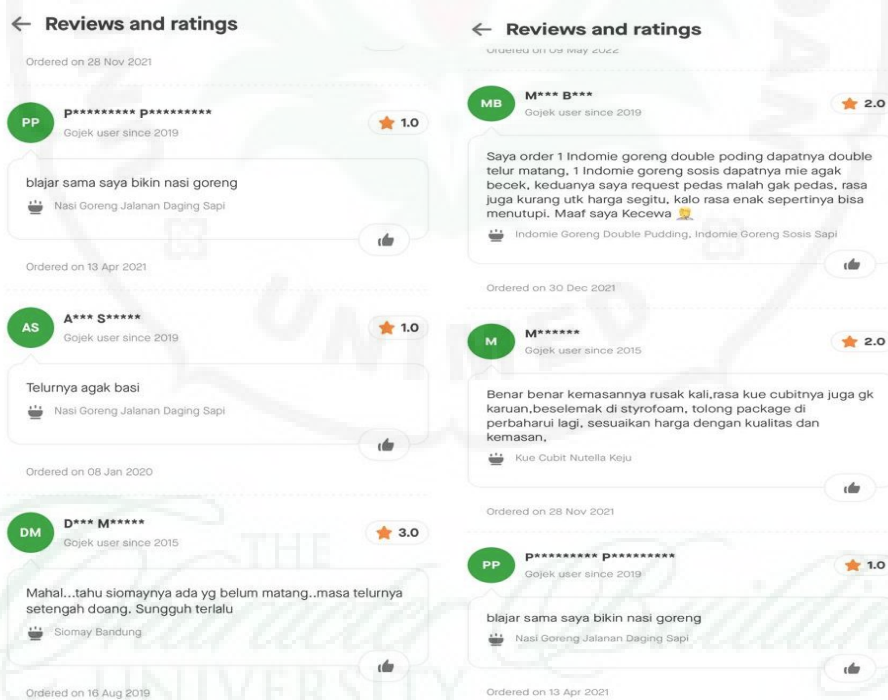 Reviews and ratings
Ordered on 28 Nov 2021
PP
P********* P*********
Gojek user since 2019
1.0
blajar sama saya bikin nasi goreng
Nasi Goreng Jalanan Daging Sapi
Ordered on 13 Apr 2021
AS
A*** S*****
Gojek user since 2019
1.0
Telurnya agak basi
Nasi Goreng Jalanan Daging Sapi
Ordered on 08 Jan 2020
DM
D*** M*****
Gojek user since 2015
3.0
Mahal...tahu siomaynya ada yg belum matang..masa telurnya
setengah doang. Sungguh terlalu
Siomay Bandung
Ordered on 16 Aug 2019
Reviews and ratings
Ordered on 09 May 2022
MB
M*** B***
Gojek user since 2019
2.0
Saya order 1 Indomie goreng double poding dapatnya double
telur matang, 1 Indomie goreng sosis dapatnya mie agak
becek, keduanya saya request pedas malah gak pedas, rasa
juga kurang utk harga segitu, kalo rasa enak sepertinya bisa
menutupi. Maaf saya Kecewa 🤦
Indomie Goreng Double Pudding, Indomie Goreng Sosis Sapi
Ordered on 30 Dec 2021
M
M******
Gojek user since 2015
2.0
Benar benar kemasannya rusak kali,rasa kue cubitnya juga gk
karuan,beselemak di styrofoam, tolong package di
perbaharui lagi, sesuaikan harga dengan kualitas dan
kemasan,
Kue Cubit Nutella Keju
Ordered on 28 Nov 2021
PP
P********* P*********
Gojek user since 2019
1.0
blajar sama saya bikin nasi goreng
Nasi Goreng Jalanan Daging Sapi
Ordered on 13 Apr 2021
UNIMED
THE
UNIVERSITY